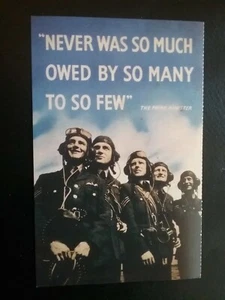 "NEVER WAS SO MUCH
OWED BY SO MANY
TO SO FEW"
THE PRIME MINISTER